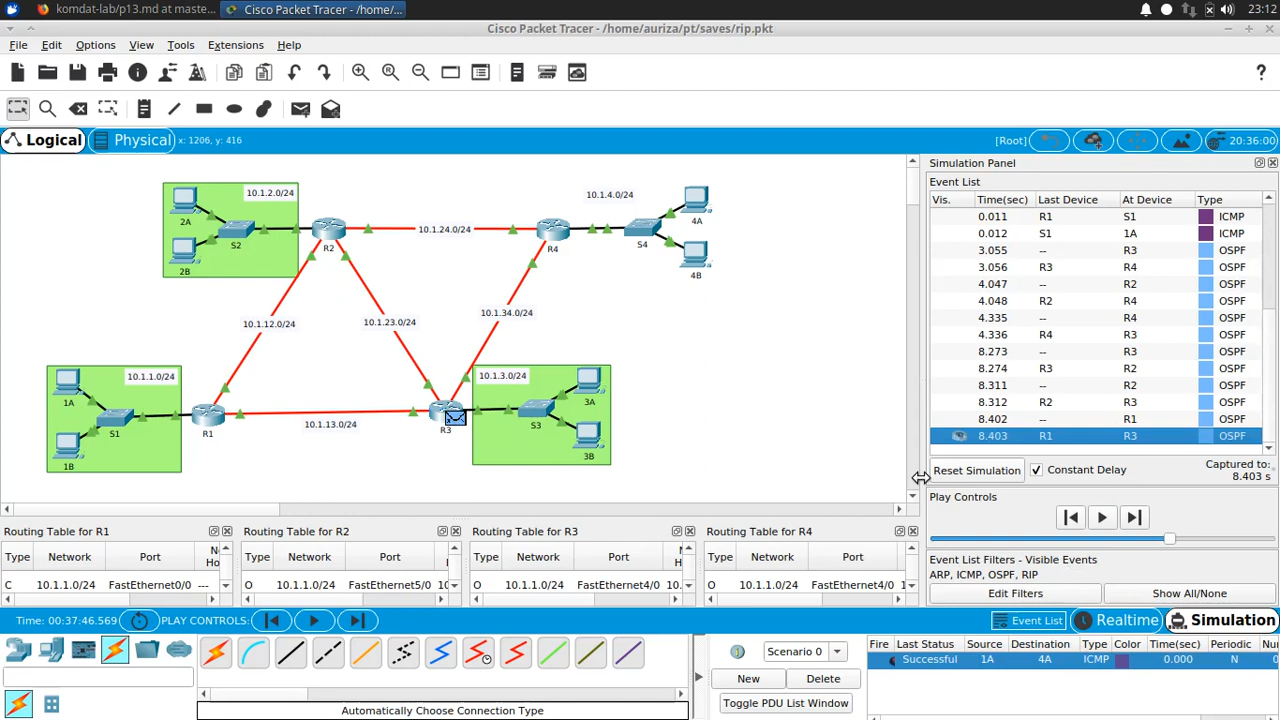 komdat-lab/p13.md at maste...
Cisco Packet Tracer - /home/...
23:12
Cisco Packet Tracer - /home/auriza/pt/saves/rip.pkt
File Edit Options View Tools Extensions Help
Logical Physical x: 1206, y: 416 [Root] 20:36:00
10.1.2.0/24
2A
2B
S2
R2
10.1.24.0/24
R4
10.1.4.0/24
S4
4A
4B
10.1.12.0/24
10.1.23.0/24
10.1.34.0/24
10.1.1.0/24
1A
1B
S1
R1
10.1.13.0/24
R3
10.1.3.0/24
S3
3A
3B
Simulation Panel
Event List
Vis. Time(sec) Last Device At Device Type
0.011 R1 S1 ICMP
0.012 S1 1A ICMP
3.055 -- R3 OSPF
3.056 R3 R4 OSPF
4.047 -- R2 OSPF
4.048 R2 R4 OSPF
4.335 -- R4 OSPF
4.336 R4 R3 OSPF
8.273 -- R3 OSPF
8.274 R3 R2 OSPF
8.311 -- R2 OSPF
8.312 R2 R3 OSPF
8.402 -- R1 OSPF
8.403 R1 R3 OSPF
Reset Simulation Constant Delay Captured to:
8.403 s
Play Controls
Event List Filters - Visible Events
ARP, ICMP, OSPF, RIP
Edit Filters Show All/None
Routing Table for R1 Routing Table for R2 Routing Table for R3 Routing Table for R4
Type Network Port
Type Network Port
Type Network Port
Type Network Port
C 10.1.1.0/24 FastEthernet0/0 ---
O 10.1.1.0/24 FastEthernet5/0 10
O 10.1.1.0/24 FastEthernet4/0 10.
O 10.1.1.0/24 FastEthernet4/0 1
Time: 00:37:46.569 PLAY CONTROLS: Event List Realtime Simulation
Scenario 0
New Delete
Toggle PDU List Window
Fire Last Status Source Destination Type Color Time(sec) Periodic Nu
Successful 1A 4A ICMP 0.000 N
Automatically Choose Connection Type